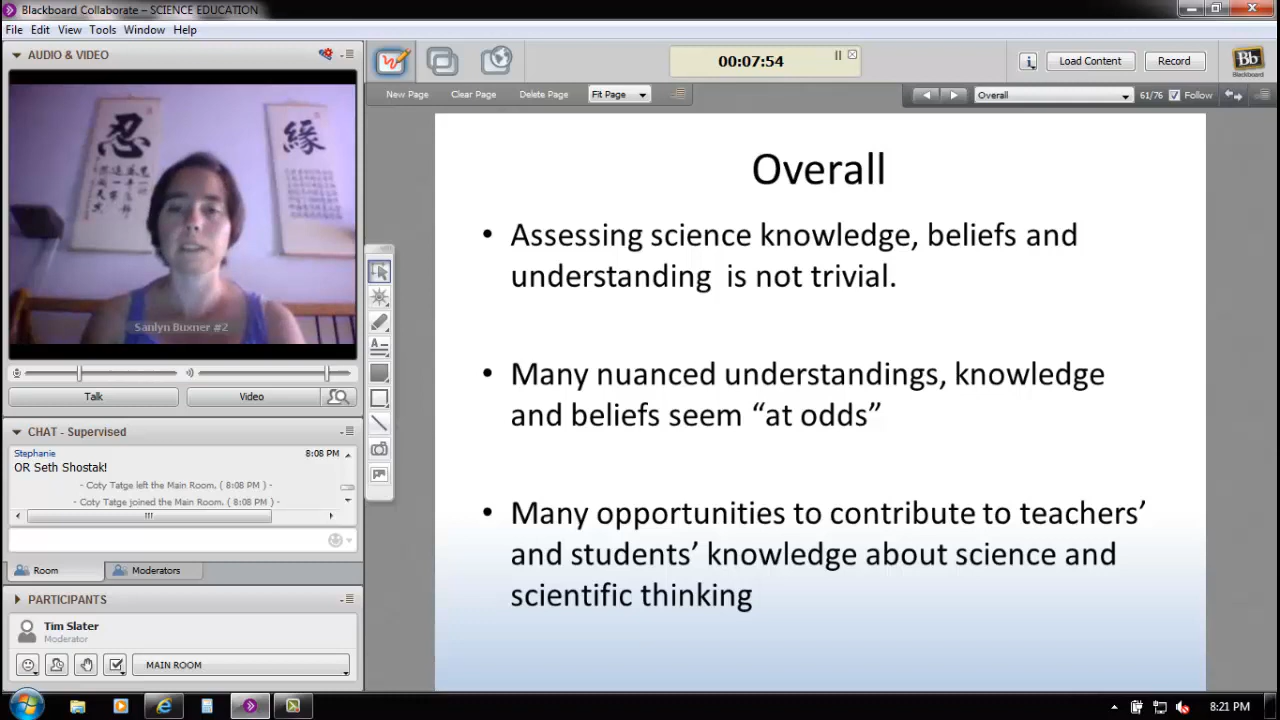 Blackboard Collaborate – SCIENCE EDUCATION
File Edit View Tools Window Help
AUDIO & VIDEO
忍
緣
Sanlyn Buxner #2
Talk
Video
CHAT - Supervised
Stephanie 8:08 PM
OR Seth Shostak!
- Coty Tatge left the Main Room. ( 8:08 PM ) -
- Coty Tatge joined the Main Room. ( 8:08 PM ) -
Room
Moderators
PARTICIPANTS
Tim Slater
Moderator
MAIN ROOM
00:07:54
Load Content
Record
Bb
Blackboard
New Page Clear Page Delete Page Fit Page
Overall 61/76 Follow
Overall
• Assessing science knowledge, beliefs and
understanding is not trivial.
• Many nuanced understandings, knowledge
and beliefs seem “at odds”
• Many opportunities to contribute to teachers’
and students’ knowledge about science and
scientific thinking
8:21 PM